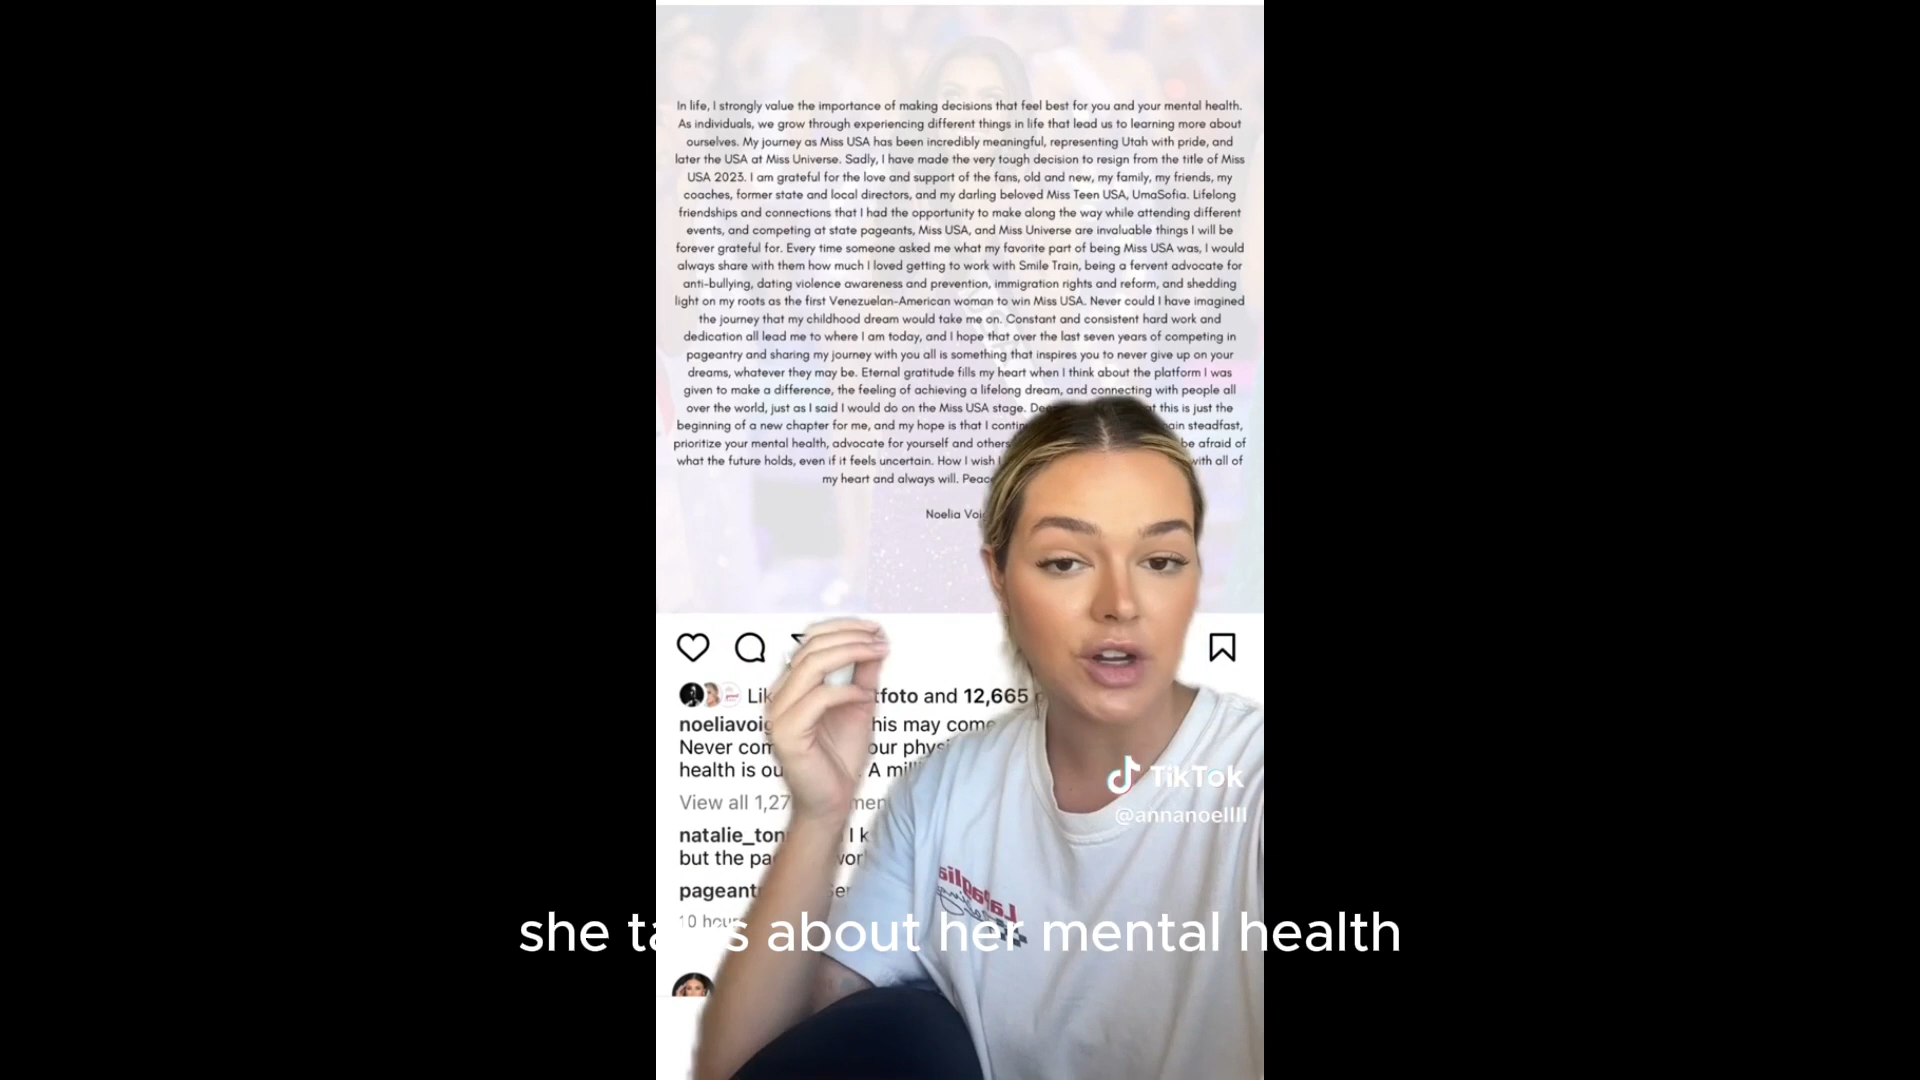 In life, I strongly value the importance of making decisions that feel best for you and your mental health.
As individuals, we grow through experiencing different things in life that lead us to learning more about
ourselves. My journey as Miss USA has been incredibly meaningful, representing Utah with pride, and
later the USA at Miss Universe. Sadly, I have made the very tough decision to resign from the title of Miss
USA 2023. I am grateful for the love and support of the fans, old and new, my family, my friends, my
coaches, former state and local directors, and my darling beloved Miss Teen USA, UmaSofia. Lifelong
friendships and connections that I had the opportunity to make along the way while attending different
events, and competing at state pageants, Miss USA, and Miss Universe are invaluable things I will be
forever grateful for. Every time someone asked me what my favorite part of being Miss USA was, I would
always share with them how much I loved getting to work with Smile Train, being a fervent advocate for
anti-bullying, dating violence awareness and prevention, immigration rights and reform, and shedding
light on my roots as the first Venezuelan-American woman to win Miss USA. Never could I have imagined
the journey that my childhood dream would take me on. Constant and consistent hard work and
dedication all lead me to where I am today, and I hope that over the last seven years of competing in
pageantry and sharing my journey with you all is something that inspires you to never give up on your
dreams, whatever they may be. Eternal gratitude fills my heart when I think about the platform I was
given to make a difference, the feeling of achieving a lifelong dream, and connecting with people all
over the world, just as I said I would do on the Miss USA stage. this is just the
beginning of a new chapter for me, and my hope is that I steadfast,
prioritize your mental health, advocate for yourself and others be afraid of
what the future holds, even if it feels uncertain. How I wish I with all of
my heart and always will.
Noelia
and 12,665
his may come
Never
health is A
View all
natalie_ton
but the
10
TikTok
@annanoellll
she talks about her mental health